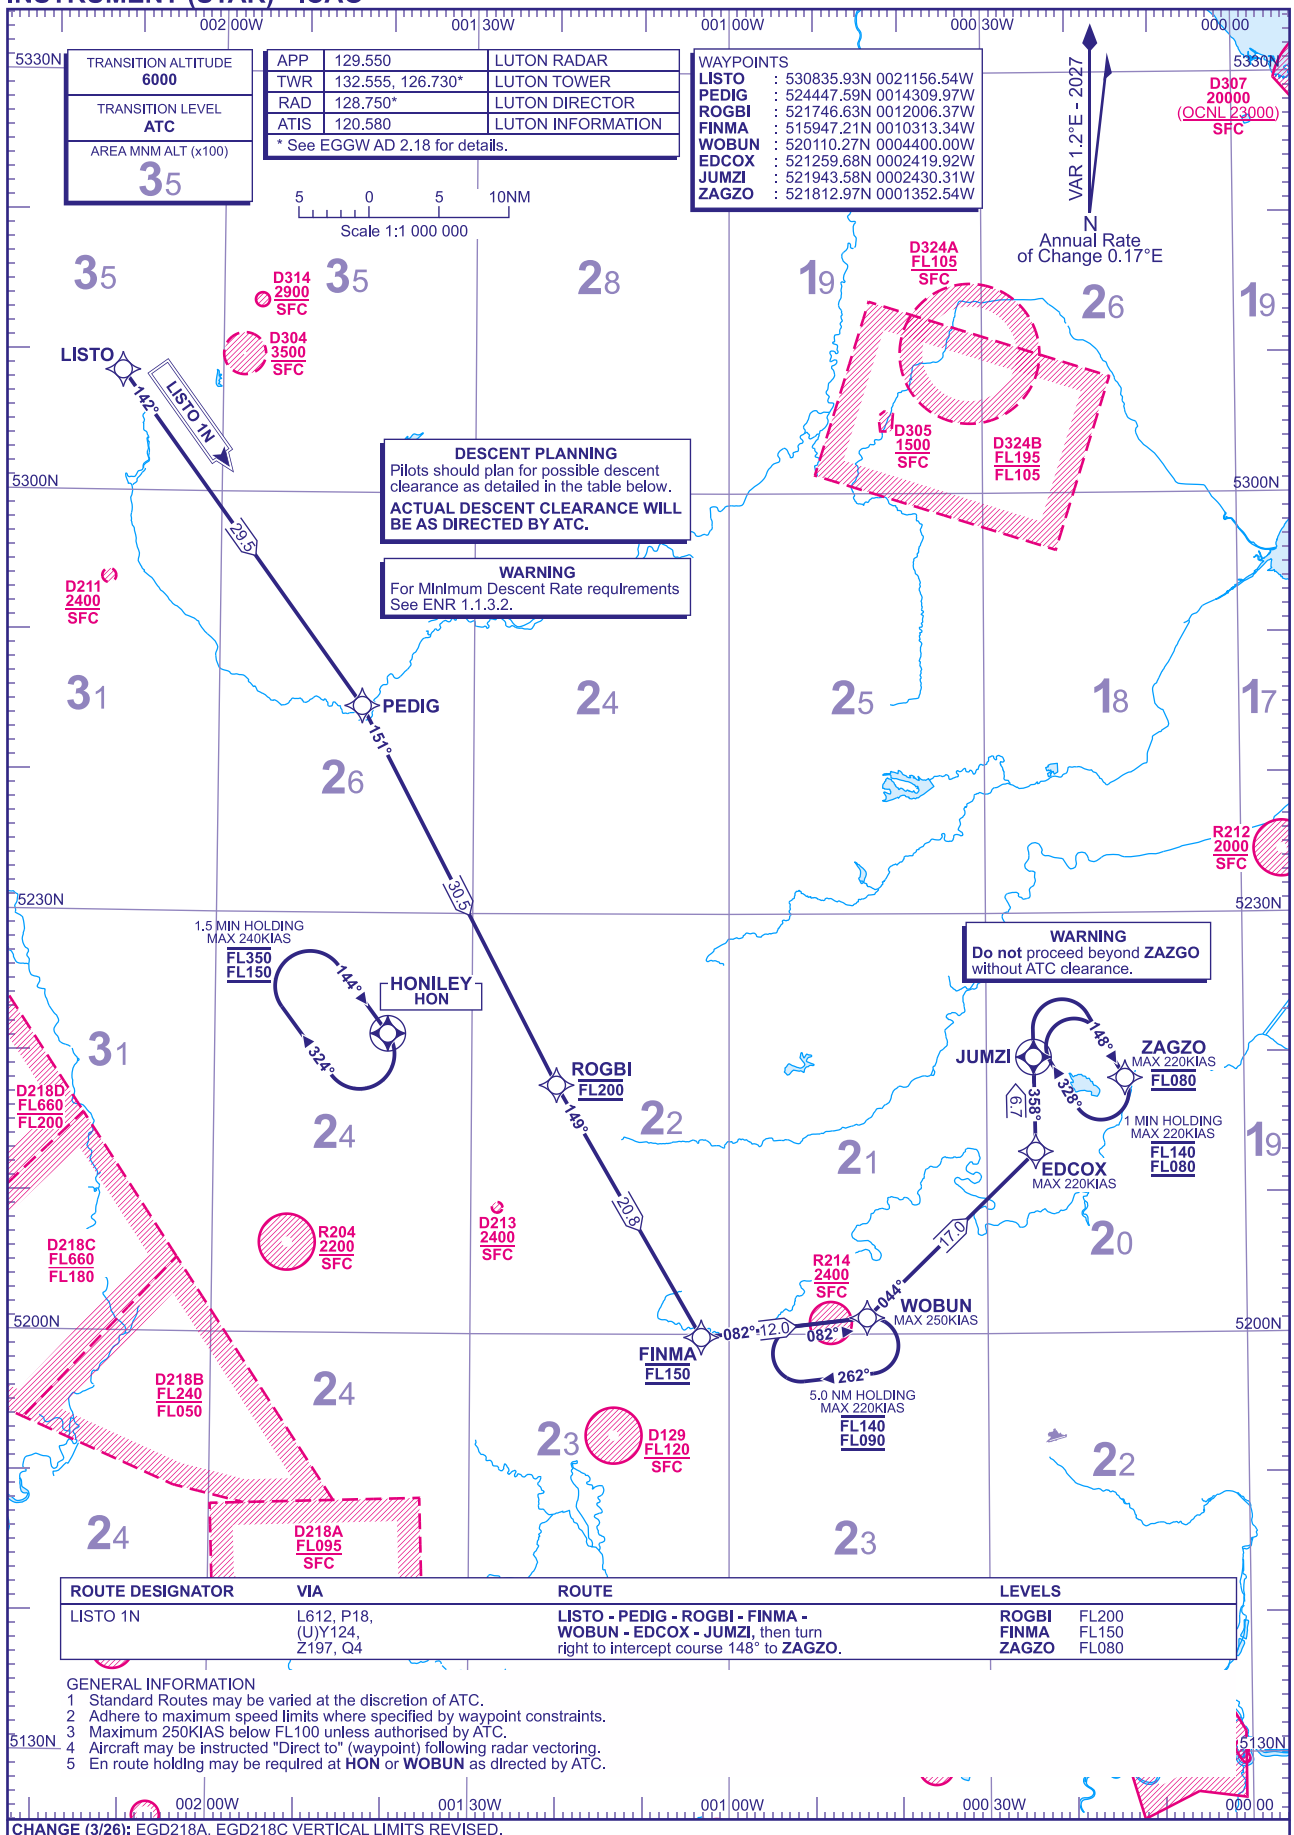 INSTRUMENT (STAR) - ICAO
002 00W
001 30W
001 00W
000 30W
000 00
5330N
5330N
TRANSITION ALTITUDE
6000
TRANSITION LEVEL
ATC
AREA MNM ALT (x100)
35
APP 129.550 LUTON RADAR
TWR 132.555, 126.730* LUTON TOWER
RAD 128.750* LUTON DIRECTOR
ATIS 120.580 LUTON INFORMATION
* See EGGW AD 2.18 for details.
5 0 5 10NM
Scale 1:1 000 000
WAYPOINTS
LISTO : 530835.93N 0021156.54W
PEDIG : 524447.59N 0014309.97W
ROGBI : 521746.63N 0012006.37W
FINMA : 515947.21N 0010313.34W
WOBUN : 520110.27N 0004400.00W
EDCOX : 521259.68N 0002419.92W
JUMZI : 521943.58N 0002430.31W
ZAGZO : 521812.97N 0001352.54W
VAR 1.2°E - 2027
N
Annual Rate
of Change 0.17°E
D307
20000
(OCNL 23000)
SFC
35
35
28
19
26
19
D314
2900
SFC
D304
3500
SFC
D324A
FL105
SFC
D305
1500
SFC
D324B
FL195
FL105
LISTO
142°
LISTO 1N
29.5
DESCENT PLANNING
Pilots should plan for possible descent
clearance as detailed in the table below.
ACTUAL DESCENT CLEARANCE WILL
BE AS DIRECTED BY ATC.
5300N
5300N
WARNING
For Minimum Descent Rate requirements
See ENR 1.1.3.2.
D211
2400
SFC
31
24
25
18
17
PEDIG
151°
26
30.5
R212
2000
SFC
5230N
5230N
1.5 MIN HOLDING
MAX 240KIAS
FL350
FL150
144°
324°
HONILEY
HON
WARNING
Do not proceed beyond ZAZGO
without ATC clearance.
31
JUMZI
148°
328°
ZAGZO
MAX 220KIAS
FL080
1 MIN HOLDING
MAX 220KIAS
FL140
FL080
358°
6.7
ROGBI
FL200
149°
D218D
FL660
FL200
24
22
21
19
EDCOX
MAX 220KIAS
20.8
17.0
20
R204
2200
SFC
D213
2400
SFC
D218C
FL660
FL180
R214
2400
SFC
044°
WOBUN
MAX 250KIAS
5200N
5200N
082°
12.0
082°
262°
FINMA
FL150
5.0 NM HOLDING
MAX 220KIAS
FL140
FL090
D218B
FL240
FL050
24
23
D129
FL120
SFC
22
24
D218A
FL095
SFC
23
ROUTE DESIGNATOR VIA ROUTE LEVELS
LISTO 1N L612, P18, LISTO - PEDIG - ROGBI - FINMA - ROGBI FL200
(U)Y124, WOBUN - EDCOX - JUMZI, then turn FINMA FL150
Z197, Q4 right to intercept course 148° to ZAGZO. ZAGZO FL080
GENERAL INFORMATION
1 Standard Routes may be varied at the discretion of ATC.
2 Adhere to maximum speed limits where specified by waypoint constraints.
3 Maximum 250KIAS below FL100 unless authorised by ATC.
4 Aircraft may be instructed "Direct to" (waypoint) following radar vectoring.
5 En route holding may be required at HON or WOBUN as directed by ATC.
5130N
5130N
002 00W
001 00W
000 30W
000 00
CHANGE (3/26): EGD218A, EGD218C VERTICAL LIMITS REVISED.